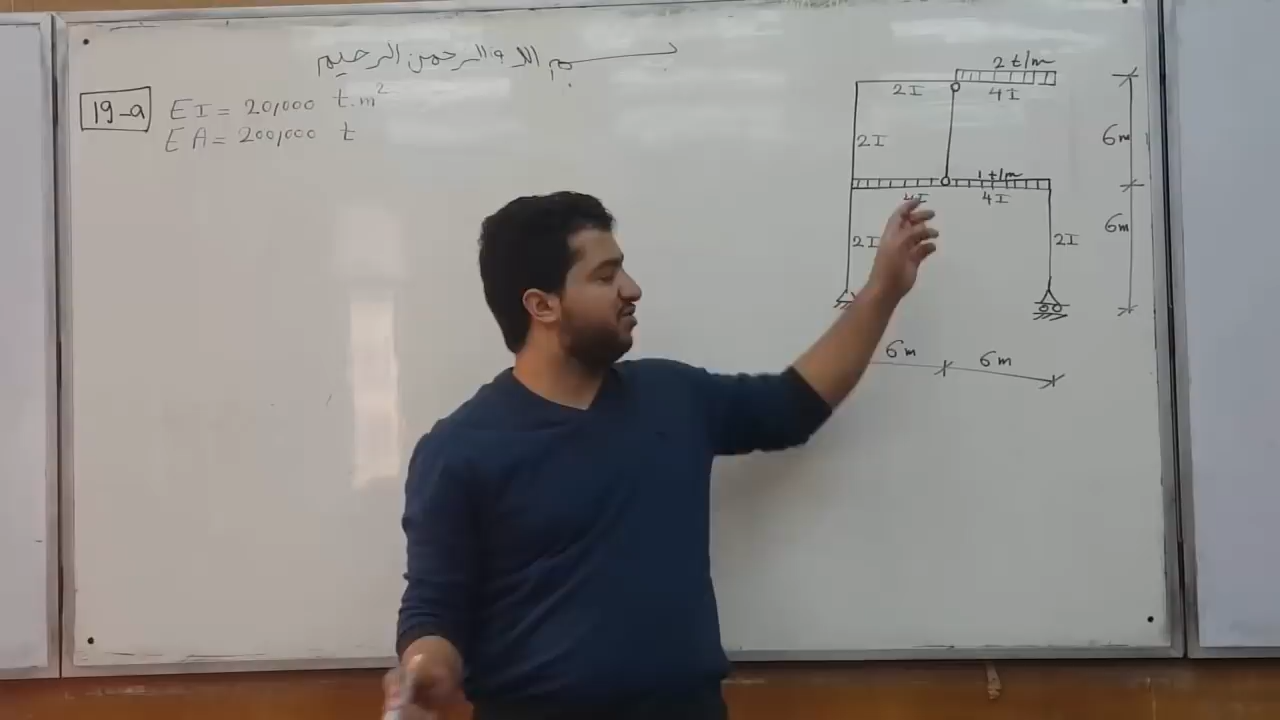 بسم الله الرحمن الرحيم
19-a
EI = 20,000 t.m²
EA = 200,000 t
2 t/m
2I
4I
6m
2I
1 t/m
4I
4I
6m
2I
2I
6m
6m